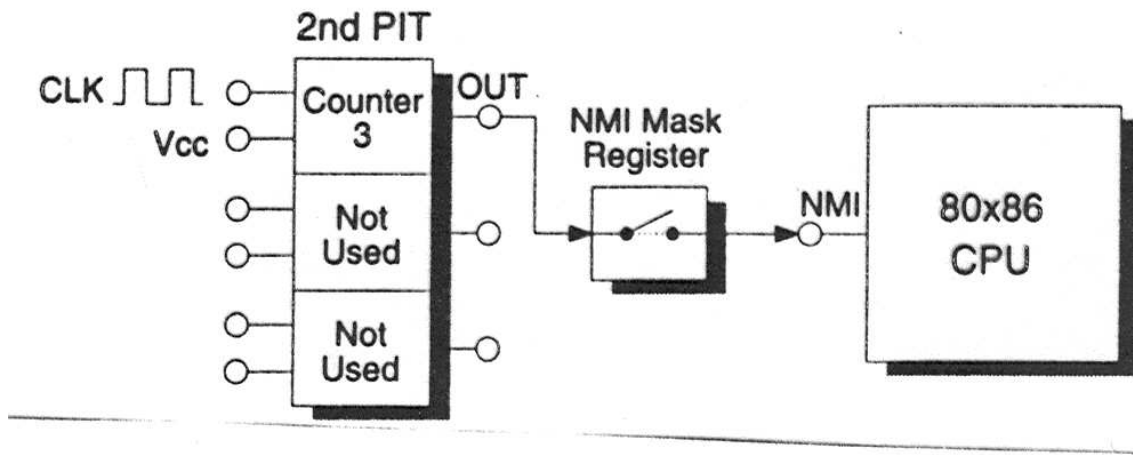 2nd PIT
CLK
Vcc
Counter
3
OUT
Not
Used
Not
Used
NMI Mask
Register
NMI
80x86
CPU